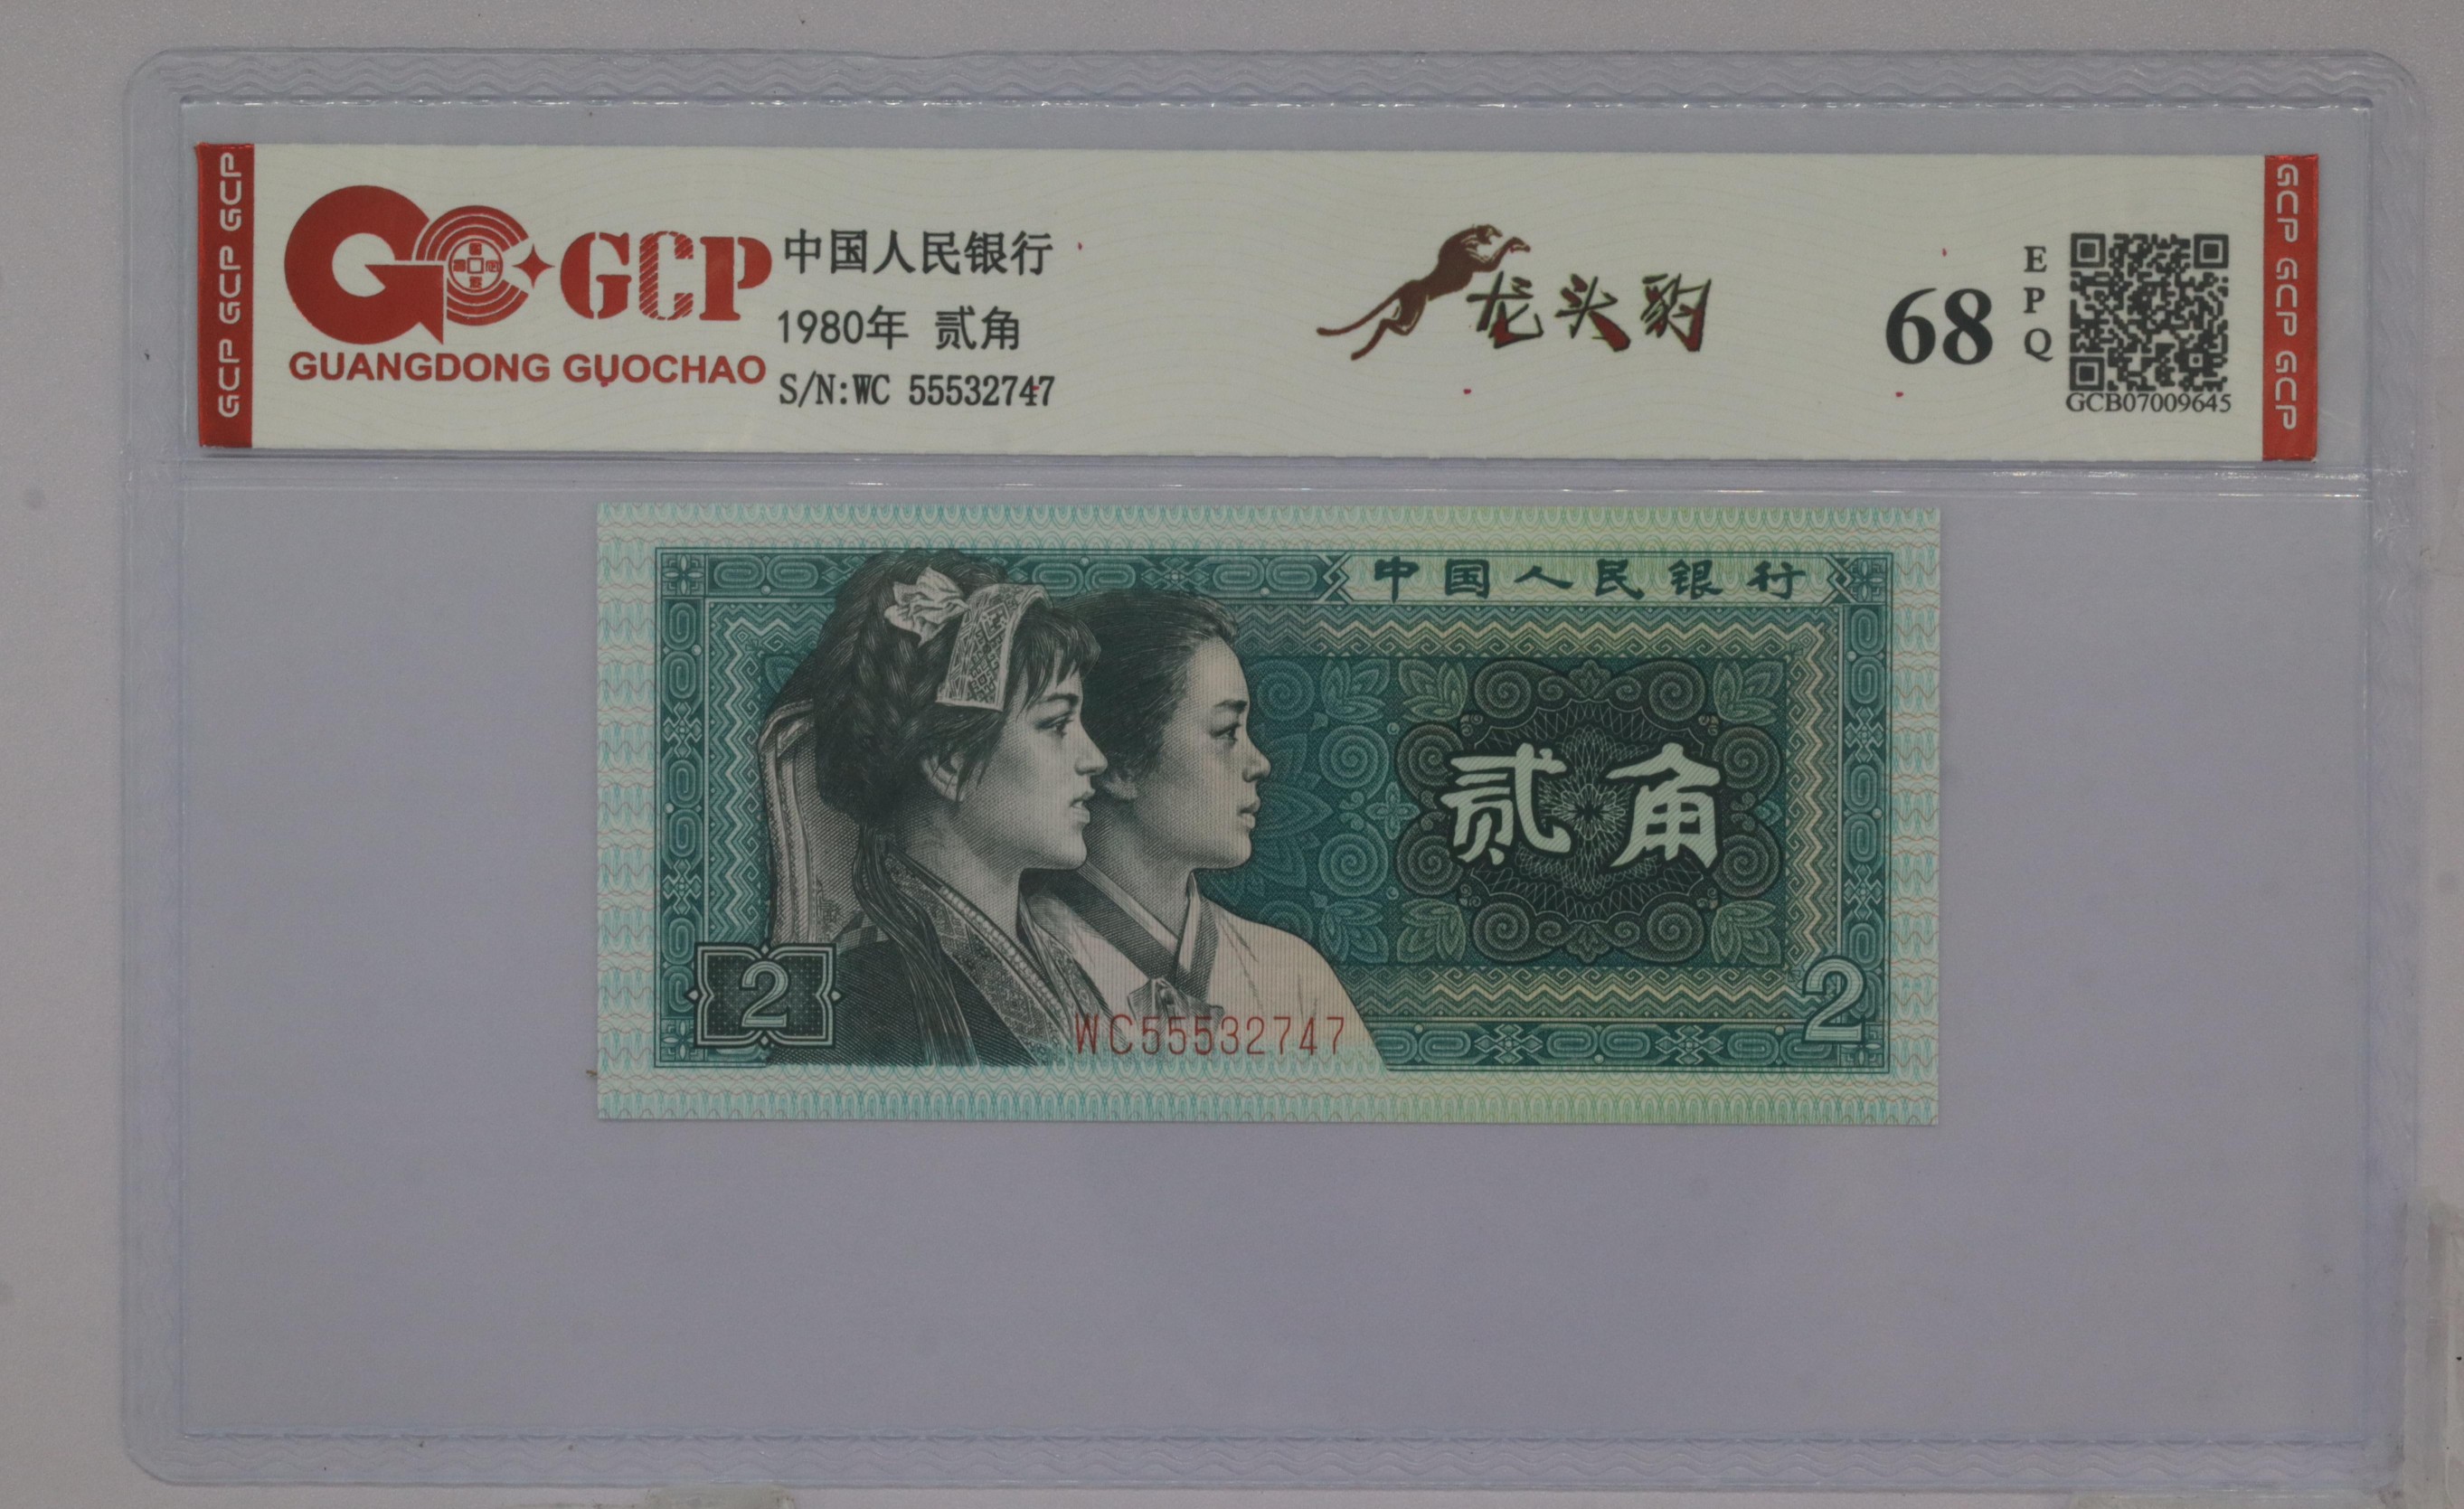 GCP GCP GCP
GCP
GUANGDONG GUOCHAO
中国人民银行
1980年 贰角
S/N:WC 55532747
龙头豹
68
EPQ
GCB07009645
GCP GCP GCP
中国人民银行
贰角
2
WC55532747
2